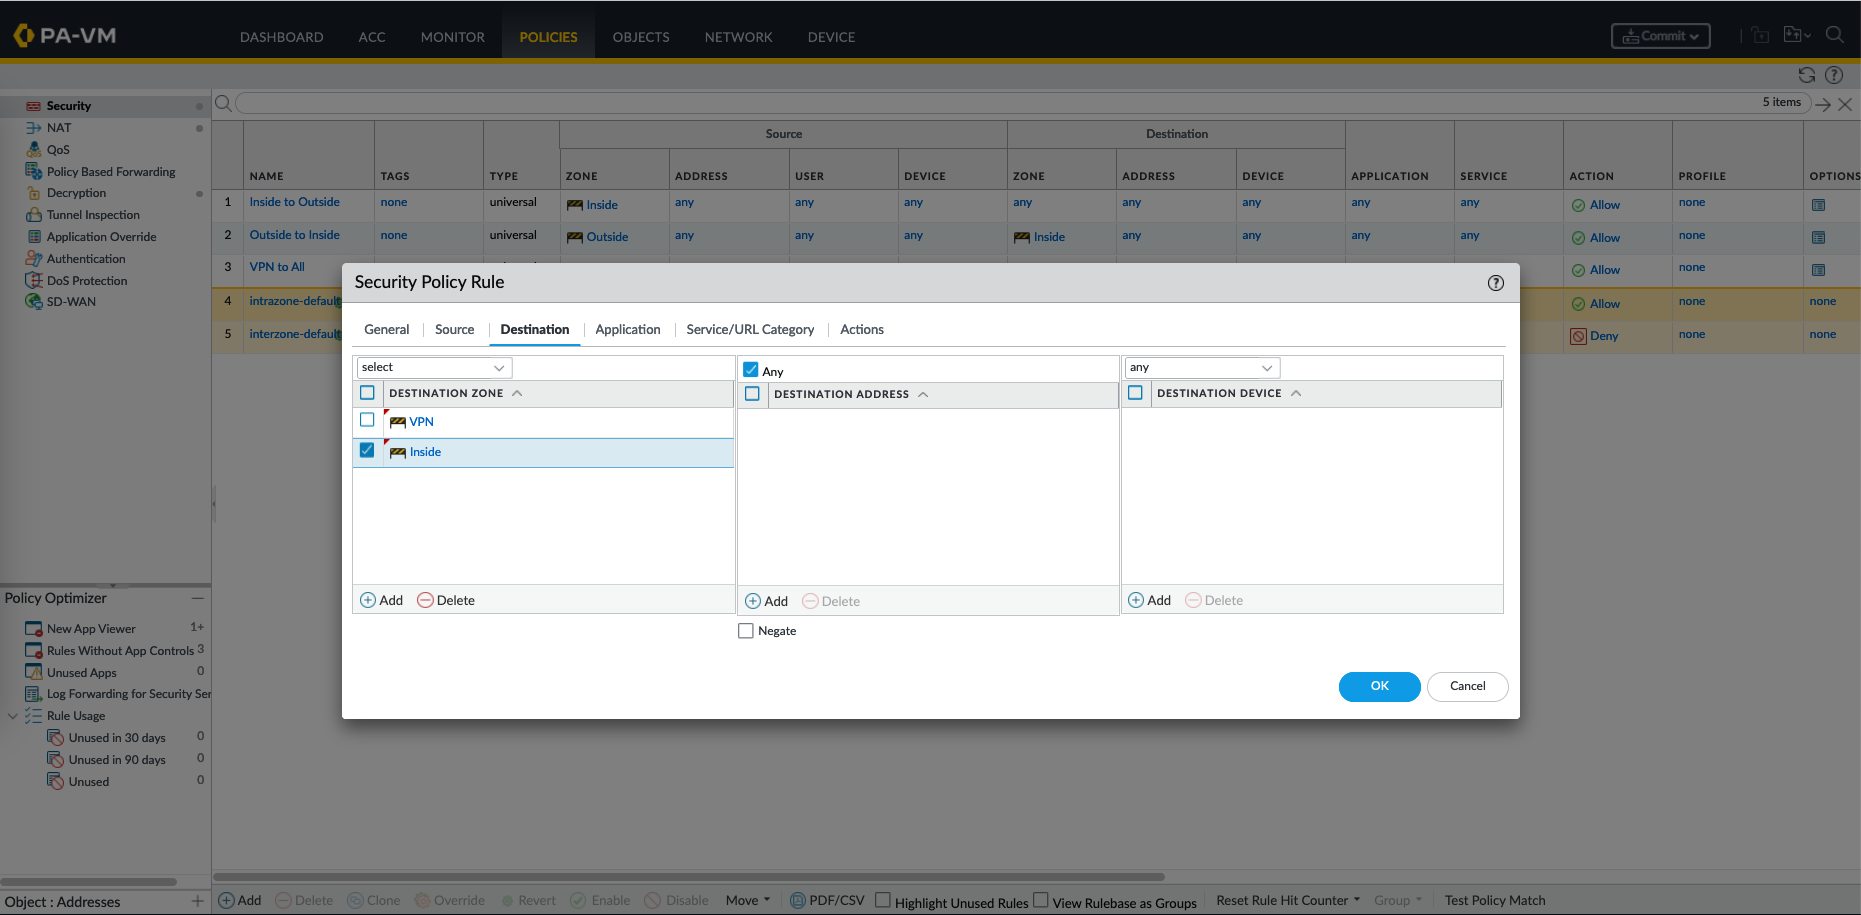 PA-VM
DASHBOARD ACC MONITOR POLICIES OBJECTS NETWORK DEVICE Commit
5 items
Security
NAT
QoS
Policy Based Forwarding
Decryption
Tunnel Inspection
Application Override
Authentication
DoS Protection
SD-WAN
Source Destination
NAME TAGS TYPE ZONE ADDRESS USER DEVICE ZONE ADDRESS DEVICE APPLICATION SERVICE ACTION PROFILE OPTIONS
1 Inside to Outside none universal Inside any any any any any any any any Allow none
2 Outside to Inside none universal Outside any any any Inside any any any any Allow none
3 VPN to All Allow none
4 intrazone-default Allow none none
5 interzone-default Deny none none
Security Policy Rule
General Source Destination Application Service/URL Category Actions
select Any any
DESTINATION ZONE DESTINATION ADDRESS DESTINATION DEVICE
VPN
Inside
Add Delete Add Delete Add Delete
Negate
OK Cancel
Policy Optimizer
New App Viewer 1+
Rules Without App Controls 3
Unused Apps 0
Log Forwarding for Security Ser
Rule Usage
Unused in 30 days 0
Unused in 90 days 0
Unused 0
Object : Addresses
Add Delete Clone Override Revert Enable Disable Move PDF/CSV Highlight Unused Rules View Rulebase as Groups Reset Rule Hit Counter Group Test Policy Match